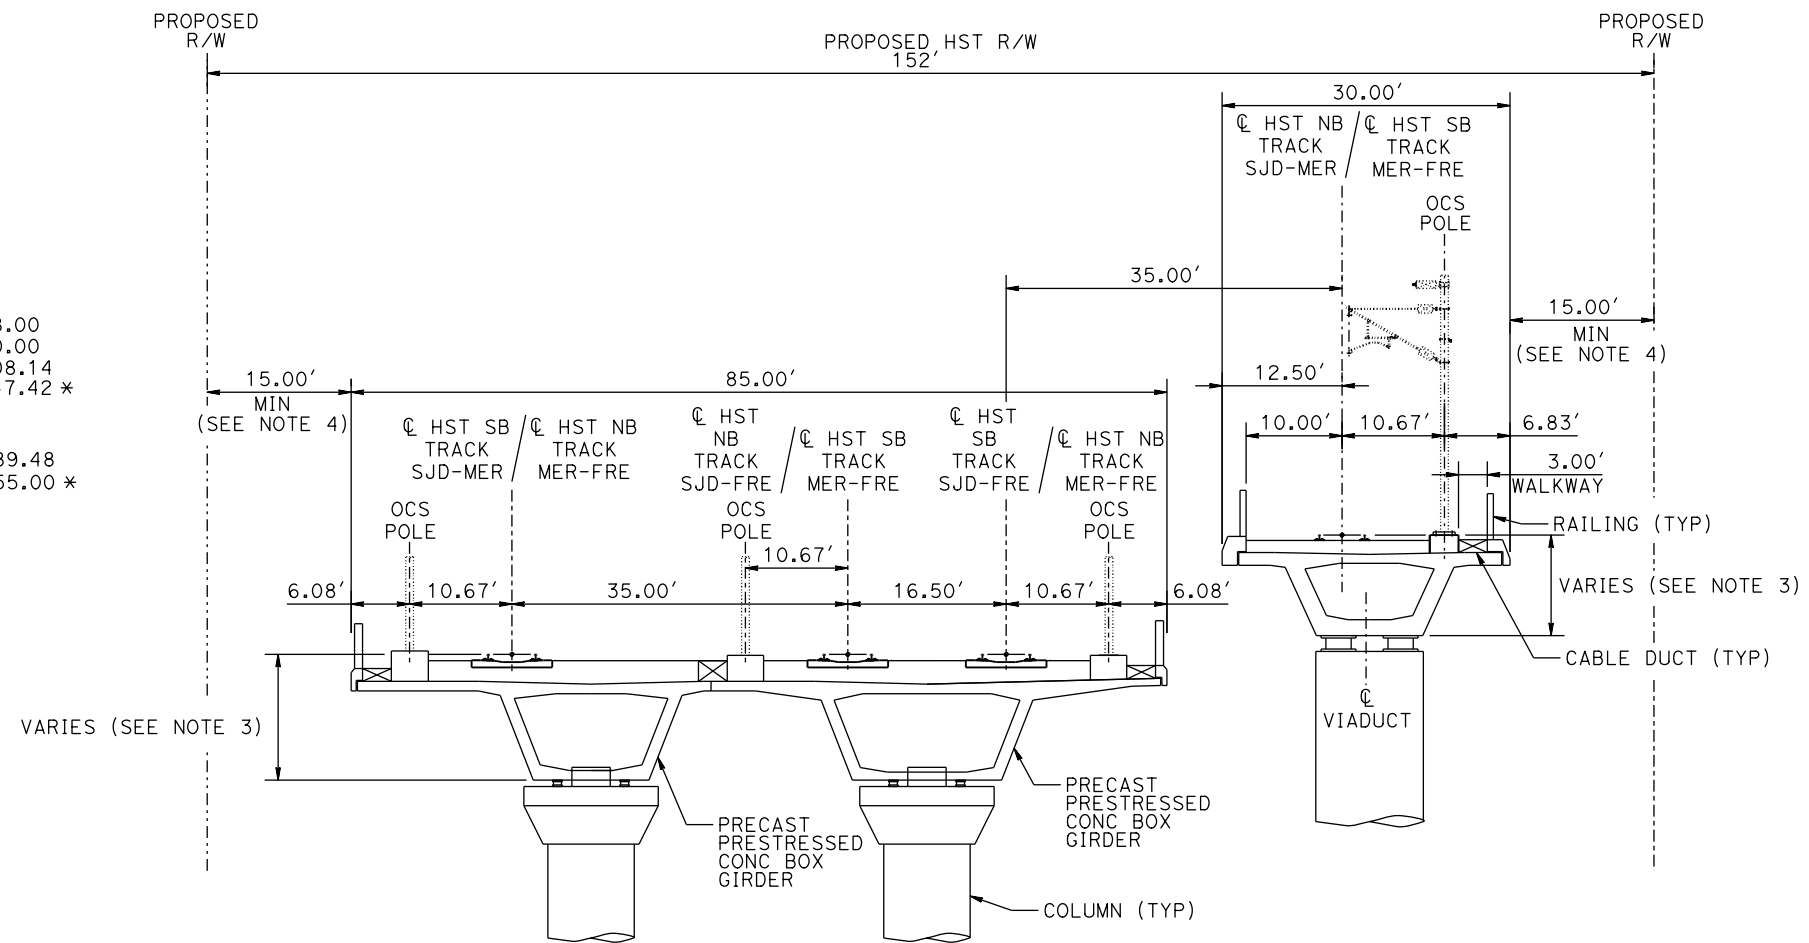 PROPOSED
R/W
PROPOSED HST R/W
152'
PROPOSED
R/W
30.00'
℄ HST NB
TRACK
SJD-MER
℄ HST SB
TRACK
MER-FRE
OCS
POLE
35.00'
15.00'
MIN
(SEE NOTE 4)
12.50'
10.00'
10.67'
6.83'
3.00'
WALKWAY
RAILING (TYP)
VARIES (SEE NOTE 3)
CABLE DUCT (TYP)
℄
VIADUCT
8.14
7.42 *
39.48
55.00 *
15.00'
MIN
(SEE NOTE 4)
85.00'
℄ HST SB
TRACK
SJD-MER
℄ HST NB
TRACK
MER-FRE
℄ HST
NB
TRACK
SJD-FRE
℄ HST SB
TRACK
MER-FRE
℄ HST
SB
TRACK
SJD-FRE
℄ HST NB
TRACK
MER-FRE
OCS
POLE
OCS
POLE
OCS
POLE
10.67'
6.08'
10.67'
35.00'
16.50'
10.67'
6.08'
VARIES (SEE NOTE 3)
PRECAST
PRESTRESSED
CONC BOX
GIRDER
PRECAST
PRESTRESSED
CONC BOX
GIRDER
COLUMN (TYP)